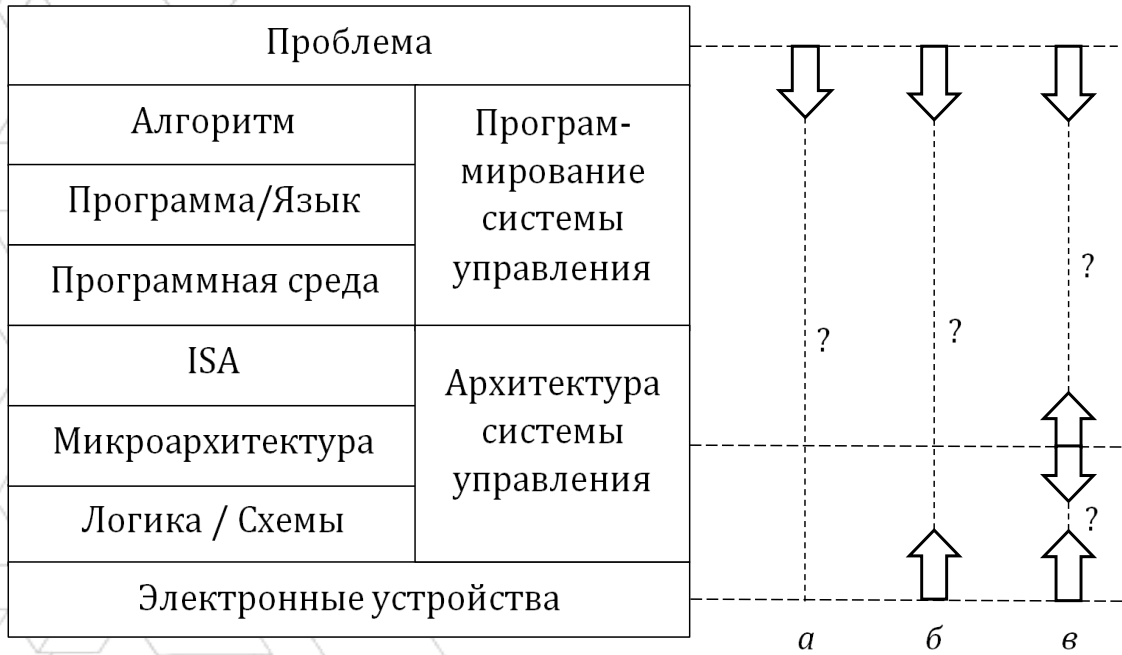 Проблема
Алгоритм
Программа/Язык
Программная среда
Програм-
мирование
системы
управления
?
?
?
ISA
Микроархитектура
Логика / Схемы
Архитектура
системы
управления
?
Электронные устройства
а
б
в